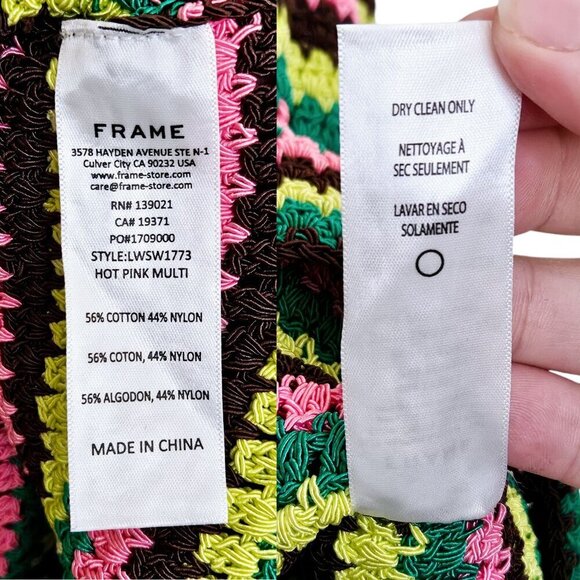 FRAME
3578 HAYDEN AVENUE STE N-1
Culver City CA 90232 USA
www.frame-store.com
care@frame-store.com
RN# 139021
CA# 19371
PO#1709000
STYLE:LWSW1773
HOT PINK MULTI
56% COTTON 44% NYLON
56% COTON, 44% NYLON
56% ALGODON, 44% NYLON
MADE IN CHINA
DRY CLEAN ONLY
NETTOYAGE À
SEC SEULEMENT
LAVAR EN SECO
SOLAMENTE